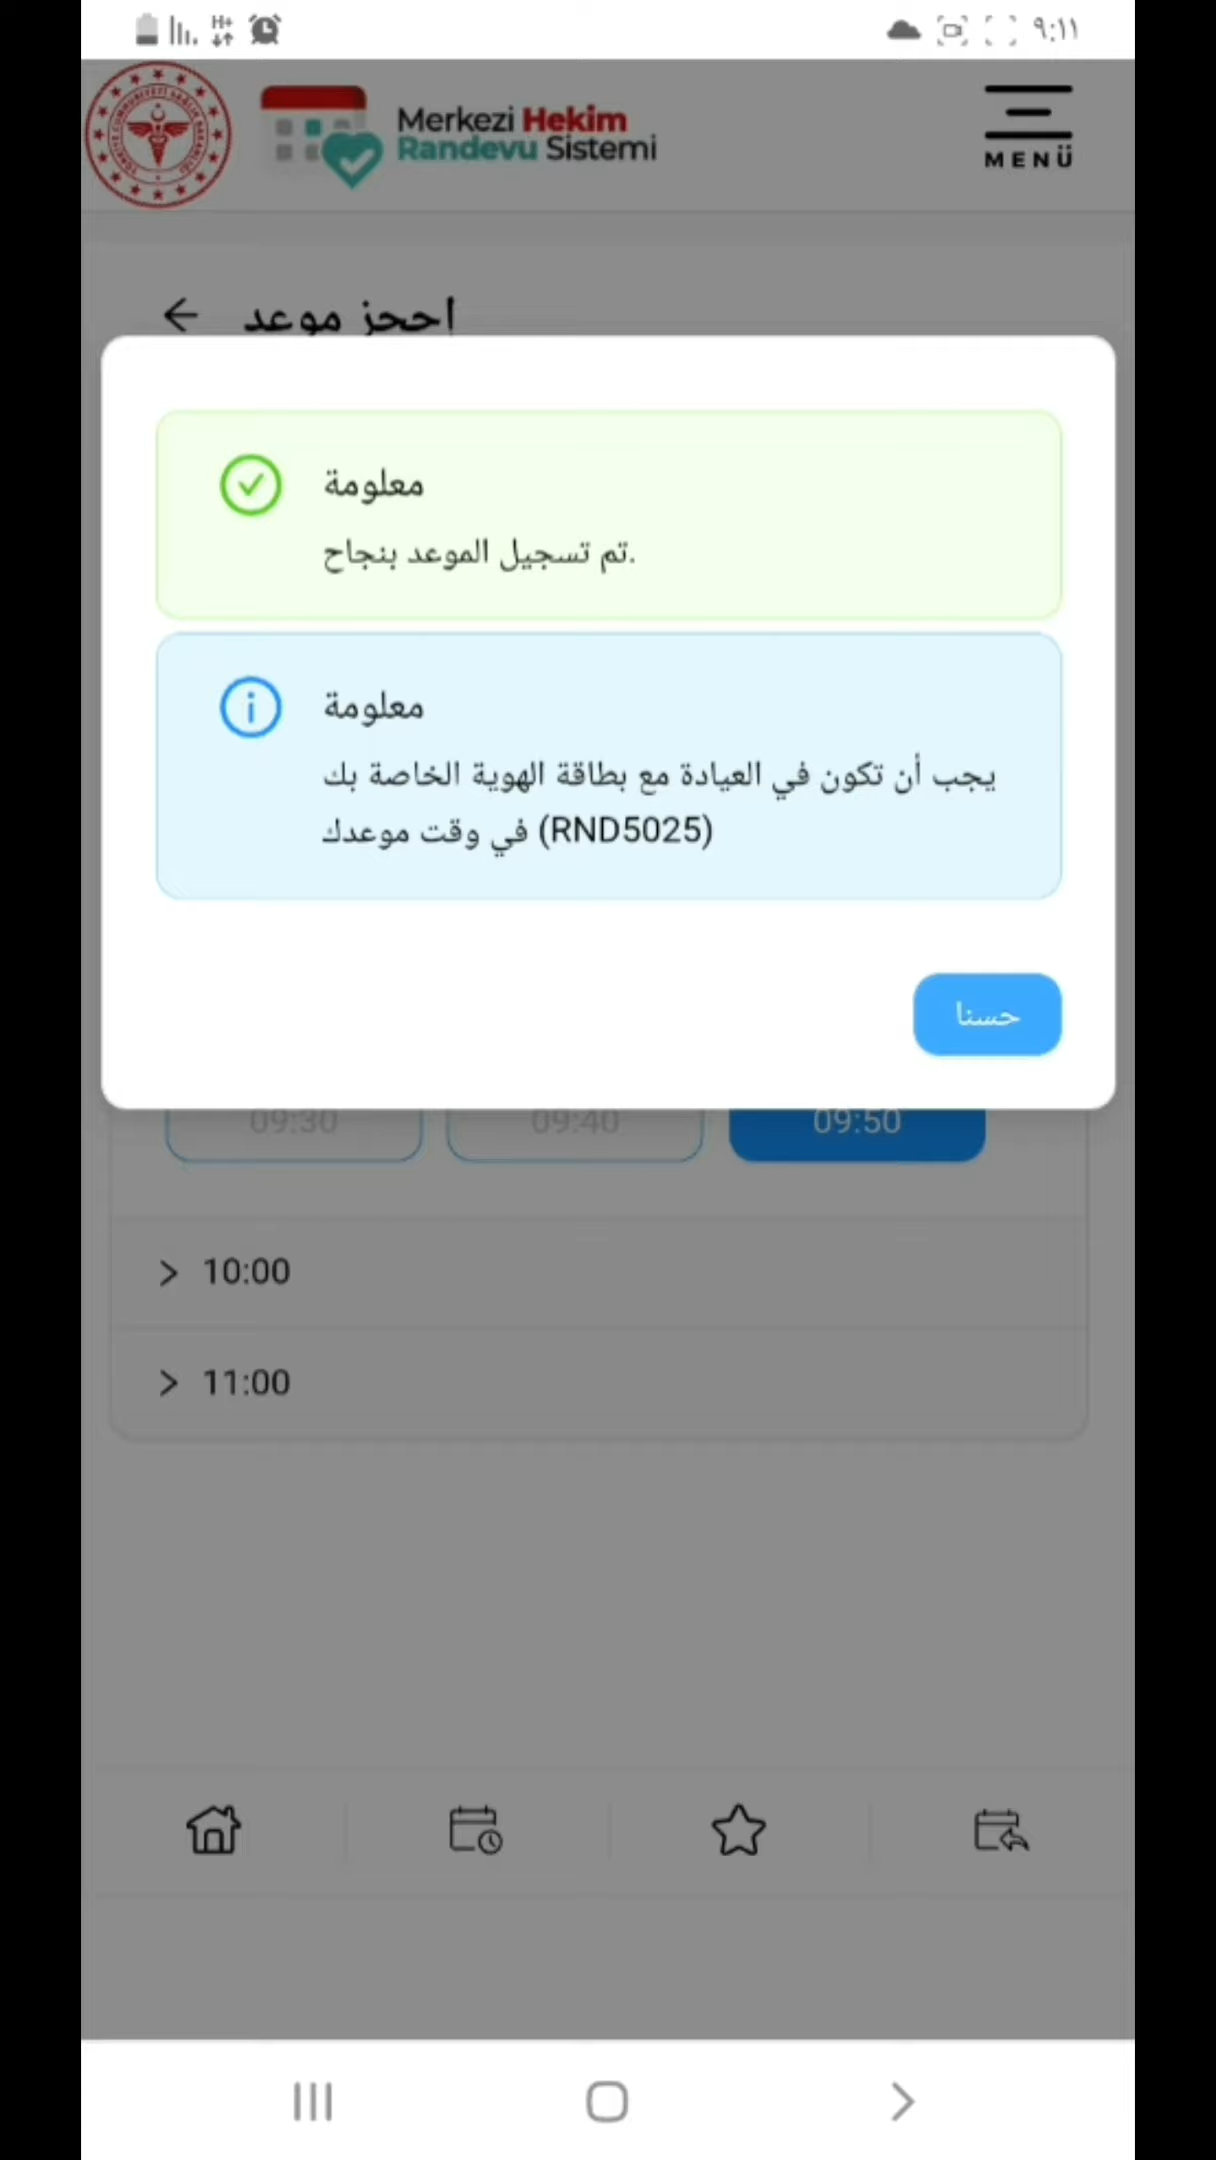 H+
٩:١١
Merkezi Hekim
Randevu Sistemi
MENÜ
احجز موعد
معلومة
تم تسجيل الموعد بنجاح.
معلومة
يجب أن تكون في العيادة مع بطاقة الهوية الخاصة بك
في وقت موعدك (RND5025)
حسنا
09:30
09:40
09:50
10:00
11:00